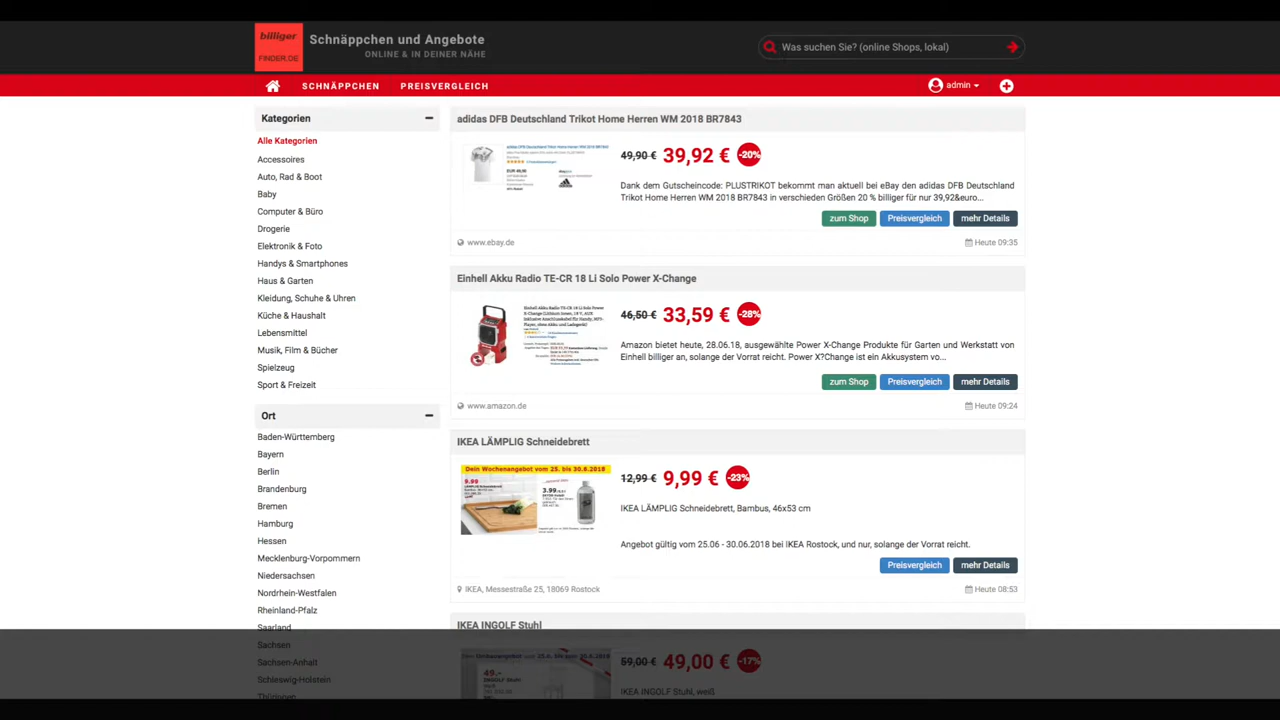 billiger
FINDER.DE
Schnäppchen und Angebote
ONLINE & IN DEINER NÄHE
Was suchen Sie? (online Shops, lokal)
SCHNÄPPCHEN
PREISVERGLEICH
admin
Kategorien
Alle Kategorien
Accessoires
Auto, Rad & Boot
Baby
Computer & Büro
Drogerie
Elektronik & Foto
Handys & Smartphones
Haus & Garten
Kleidung, Schuhe & Uhren
Küche & Haushalt
Lebensmittel
Musik, Film & Bücher
Spielzeug
Sport & Freizeit
Ort
Baden-Württemberg
Bayern
Berlin
Brandenburg
Bremen
Hamburg
Hessen
Mecklenburg-Vorpommern
Niedersachsen
Nordrhein-Westfalen
Rheinland-Pfalz
Saarland
Sachsen
Sachsen-Anhalt
Schleswig-Holstein
Thüringen
adidas DFB Deutschland Trikot Home Herren WM 2018 BR7843
49,90 € 39,92 € -20%
Dank dem Gutscheincode: PLUSTRIKOT bekommt man aktuell bei eBay den adidas DFB Deutschland
Trikot Home Herren WM 2018 BR7843 in verschieden Größen 20 % billiger für nur 39,92&euro...
zum Shop Preisvergleich mehr Details
www.ebay.de Heute 09:35
Einhell Akku Radio TE-CR 18 Li Solo Power X-Change
46,50 € 33,59 € -28%
Amazon bietet heute, 28.06.18, ausgewählte Power X-Change Produkte für Garten und Werkstatt von
Einhell billiger an, solange der Vorrat reicht. Power X?Change ist ein Akkusystem vo...
zum Shop Preisvergleich mehr Details
www.amazon.de Heute 09:24
IKEA LÄMPLIG Schneidebrett
Dein Wochenangebot vom 25. bis 30.6.2018
9.99
3.99
12,99 € 9,99 € -23%
IKEA LÄMPLIG Schneidebrett, Bambus, 46x53 cm
Angebot gültig vom 25.06 - 30.06.2018 bei IKEA Rostock, und nur, solange der Vorrat reicht.
Preisvergleich mehr Details
IKEA, Messestraße 25, 18069 Rostock Heute 08:53
IKEA INGOLF Stuhl
49.-
INGOLF Stuhl
59,00 € 49,00 € -17%
IKEA INGOLF Stuhl, weiß